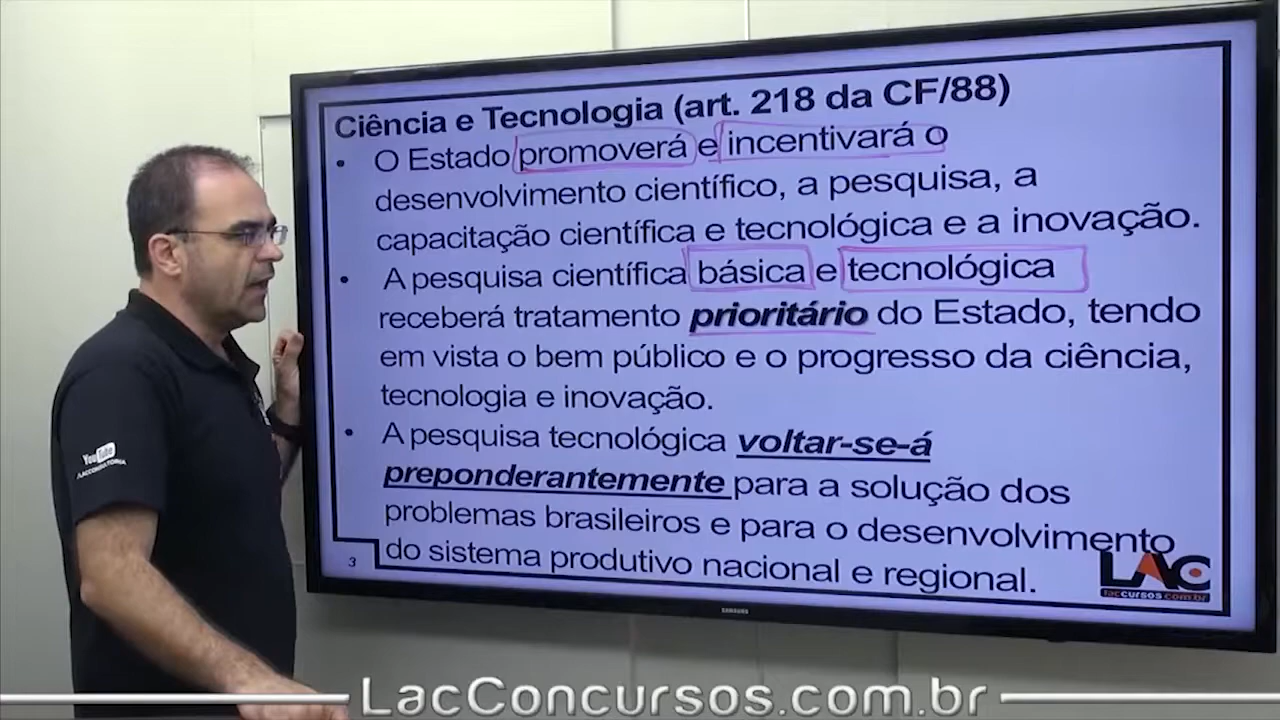 Ciência e Tecnologia (art. 218 da CF/88)
• O Estado promoverá e incentivará o
desenvolvimento científico, a pesquisa, a
capacitação científica e tecnológica e a inovação.
• A pesquisa científica básica e tecnológica
receberá tratamento prioritário do Estado, tendo
em vista o bem público e o progresso da ciência,
tecnologia e inovação.
• A pesquisa tecnológica voltar-se-á
preponderantemente para a solução dos
problemas brasileiros e para o desenvolvimento
do sistema produtivo nacional e regional.
3
LAC
laccursos.com.br
SAMSUNG
YouTube
/LACCONSULTORIA
LacConcursos.com.br